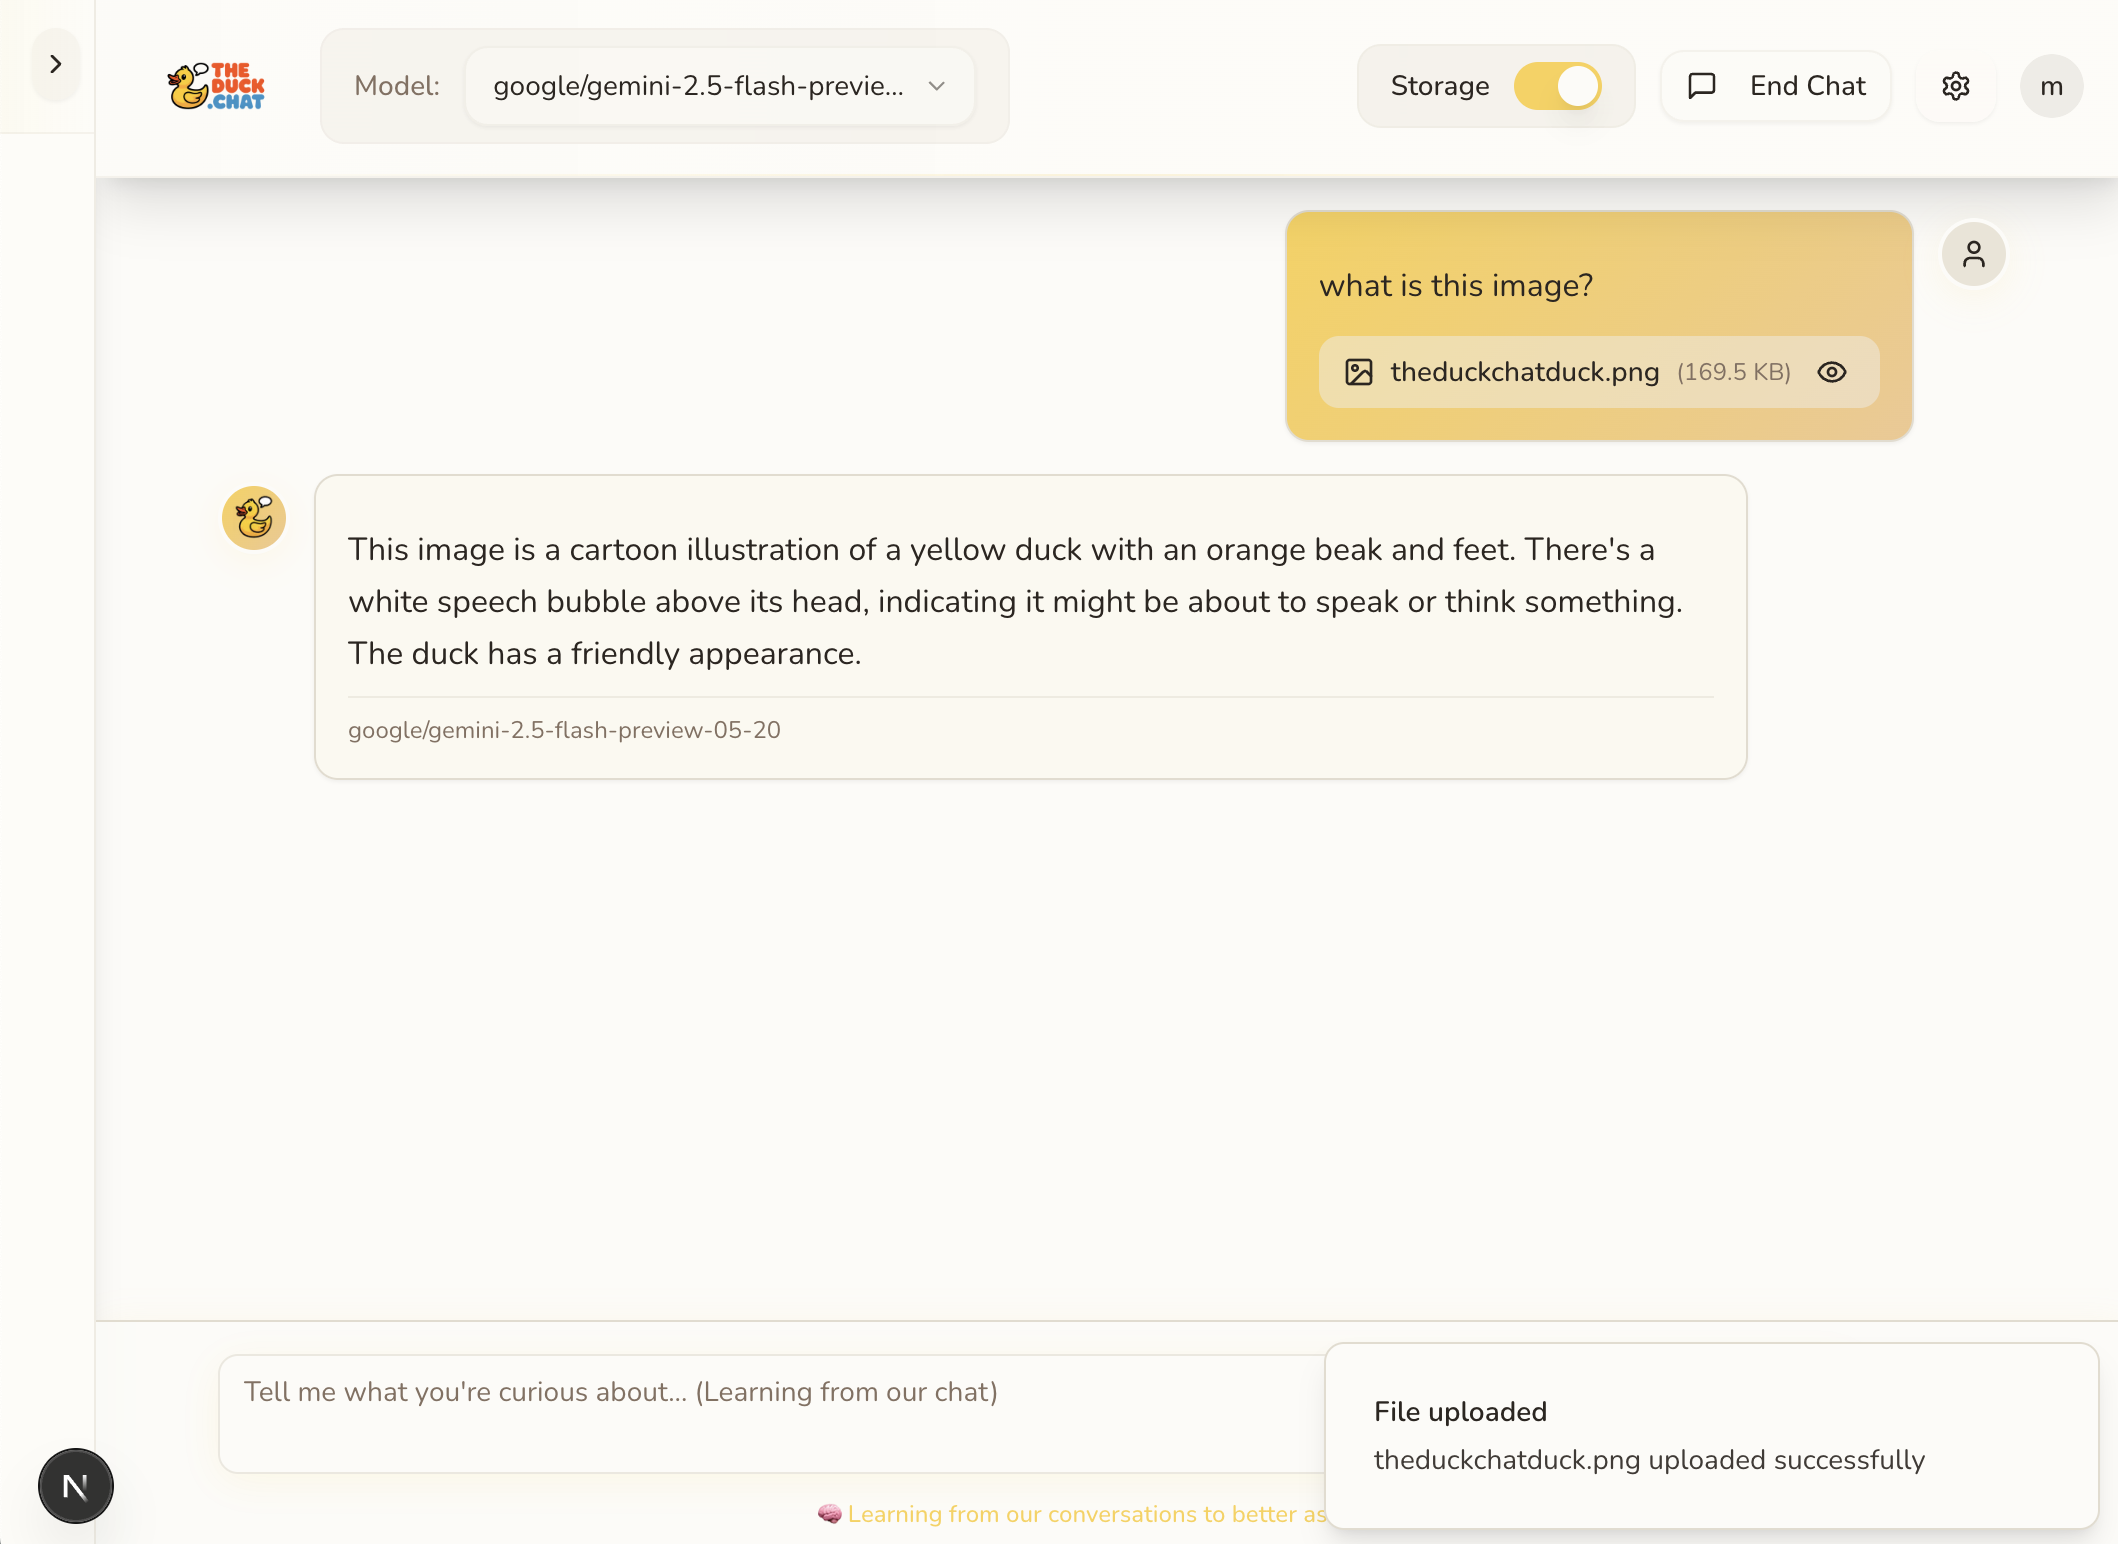 THE
DUCK
.CHAT
Model:
google/gemini-2.5-flash-previe...
Storage
End Chat
m
what is this image?
theduckchatduck.png (169.5 KB)
This image is a cartoon illustration of a yellow duck with an orange beak and feet. There's a
white speech bubble above its head, indicating it might be about to speak or think something.
The duck has a friendly appearance.
google/gemini-2.5-flash-preview-05-20
Tell me what you're curious about... (Learning from our chat)
File uploaded
theduckchatduck.png uploaded successfully
N
🧠 Learning from our conversations to better as